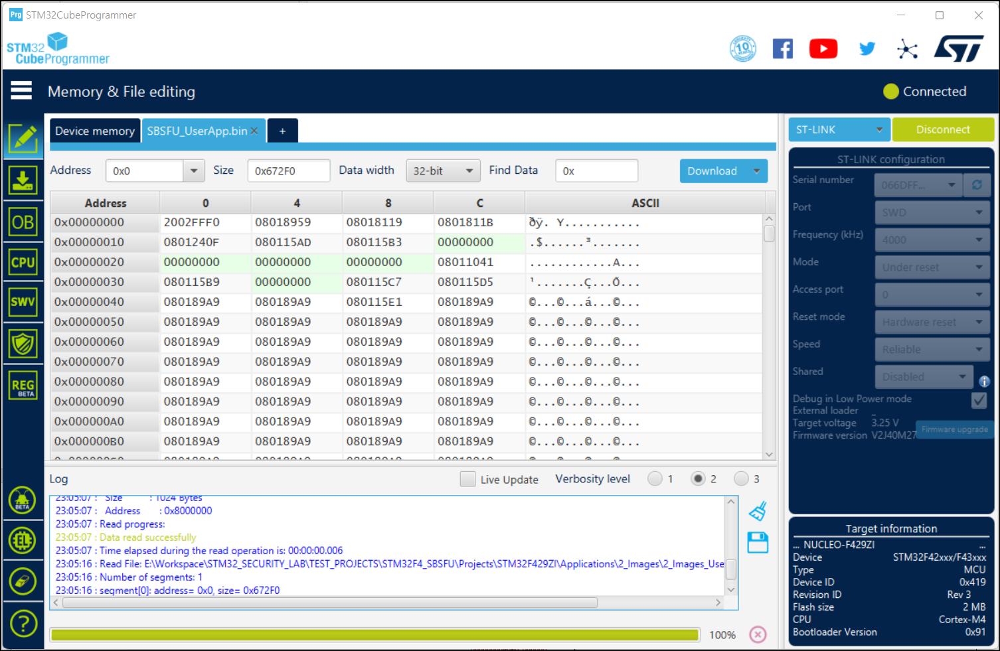 Prg STM32CubeProgrammer
STM32
CubeProgrammer
10
Memory & File editing
Connected
Device memory
SBSFU_UserApp.bin
+
Address 0x0 Size 0x672F0 Data width 32-bit Find Data 0x Download
Address 0 4 8 C ASCII
0x00000000 2002FFF0 08018959 08018119 0801811B ðÿ. Y...........
0x00000010 0801240F 080115AD 080115B3 00000000 .$......³.......
0x00000020 00000000 00000000 00000000 08011041 ............A...
0x00000030 080115B9 00000000 080115C7 080115D5 ¹.......Ç...Õ...
0x00000040 080189A9 080189A9 080115E1 080189A9 ©...©...á...©...
0x00000050 080189A9 080189A9 080189A9 080189A9 ©...©...©...©...
0x00000060 080189A9 080189A9 080189A9 080189A9 ©...©...©...©...
0x00000070 080189A9 080189A9 080189A9 080189A9 ©...©...©...©...
0x00000080 080189A9 080189A9 080189A9 080189A9 ©...©...©...©...
0x00000090 080189A9 080189A9 080189A9 080189A9 ©...©...©...©...
0x000000A0 080189A9 080189A9 080189A9 080189A9 ©...©...©...©...
0x000000B0 080189A9 080189A9 080189A9 080189A9 ©...©...©...©...
OB
CPU
SWV
REG
BETA
BETA
EL
?
Log
Live Update Verbosity level 1 2 3
23:05:07 : Size : 1024 Bytes
23:05:07 : Address : 0x8000000
23:05:07 : Read progress:
23:05:07 : Data read successfully
23:05:07 : Time elapsed during the read operation is: 00:00:00.006
23:05:16 : Read File: E:\Workspace\STM32_SECURITY_LAB\TEST_PROJECTS\STM32F4_SBSFU\Projects\STM32F429ZI\Applications\2_Images\2_Images_Use
23:05:16 : Number of segments: 1
23:05:16 : segment[0]: address= 0x0, size= 0x672F0
100%
ST-LINK
Disconnect
ST-LINK configuration
Serial number 066DFF...
Port SWD
Frequency (kHz) 4000
Mode Under reset
Access port 0
Reset mode Hardware reset
Speed Reliable
Shared Disabled
Debug in Low Power mode
External loader _
Target voltage 3.25 V
Firmware version V2J40M27
Firmware upgrade
Target information
... NUCLEO-F429ZI ...
Device STM32F42xxx/F43xxx
Type MCU
Device ID 0x419
Revision ID Rev 3
Flash size 2 MB
CPU Cortex-M4
Bootloader Version 0x91